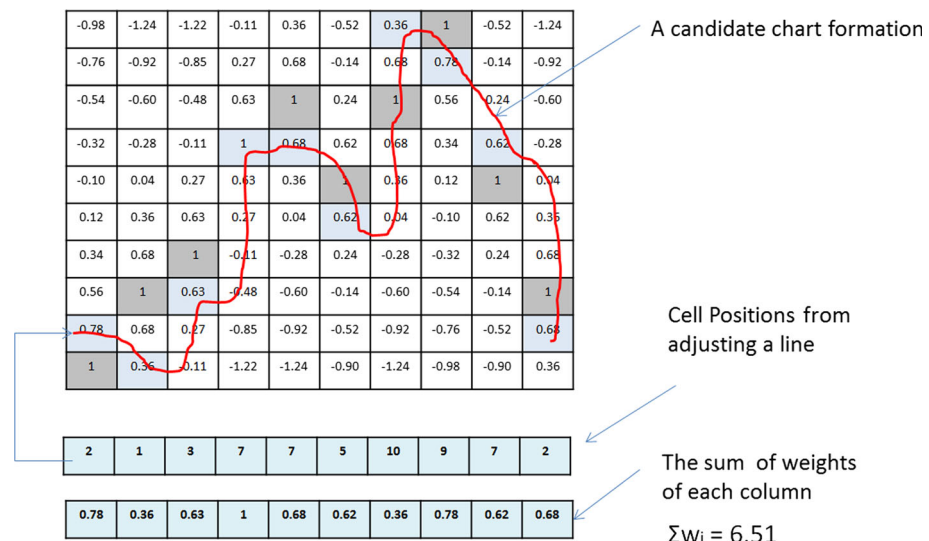 -0.98 -1.24 -1.22 -0.11 0.36 -0.52 0.36 1 -0.52 -1.24
A candidate chart formation
-0.76 -0.92 -0.85 0.27 0.68 -0.14 0.68 0.78 -0.14 -0.92
-0.54 -0.60 -0.48 0.63 1 0.24 1 0.56 0.24 -0.60
-0.32 -0.28 -0.11 1 0.68 0.62 0.68 0.34 0.62 -0.28
-0.10 0.04 0.27 0.63 0.36 1 0.36 0.12 1 0.04
0.12 0.36 0.63 0.27 0.04 0.62 0.04 -0.10 0.62 0.36
0.34 0.68 1 -0.11 -0.28 0.24 -0.28 -0.32 0.24 0.68
0.56 1 0.63 -0.48 -0.60 -0.14 -0.60 -0.54 -0.14 1
0.78 0.68 0.27 -0.85 -0.92 -0.52 -0.92 -0.76 -0.52 0.68
1 0.36 -0.11 -1.22 -1.24 -0.90 -1.24 -0.98 -0.90 0.36
Cell Positions from
adjusting a line
2 1 3 7 7 5 10 9 7 2
The sum of weights
of each column
0.78 0.36 0.63 1 0.68 0.62 0.36 0.78 0.62 0.68
Σwi = 6.51